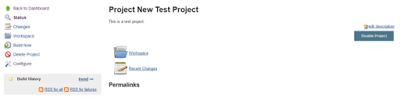 Back to Dashboard
Status
Changes
Workspace
Build Now
Delete Project
Configure
Build History
trend
RSS for all RSS for failures
Project New Test Project
This is a test project
edit description
Disable Project
Workspace
Recent Changes
Permalinks